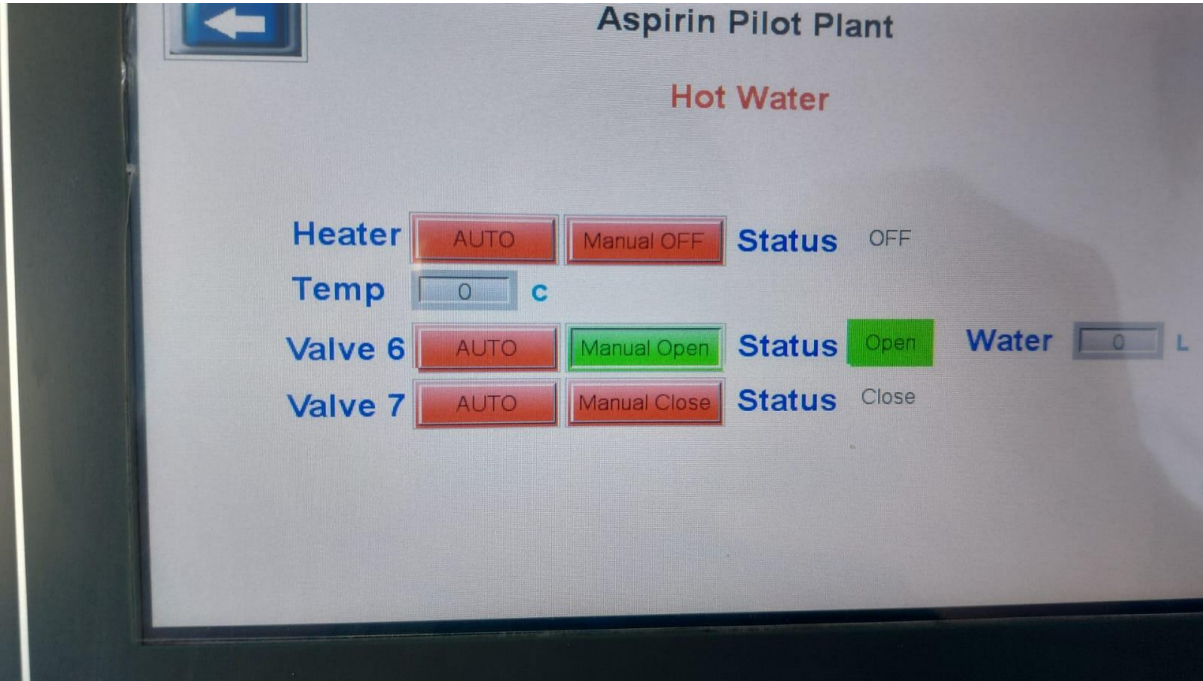 Aspirin Pilot Plant
Hot Water
Heater AUTO Manual OFF Status OFF
Temp 0 C
Valve 6 AUTO Manual Open Status Open Water 0 L
Valve 7 AUTO Manual Close Status Close